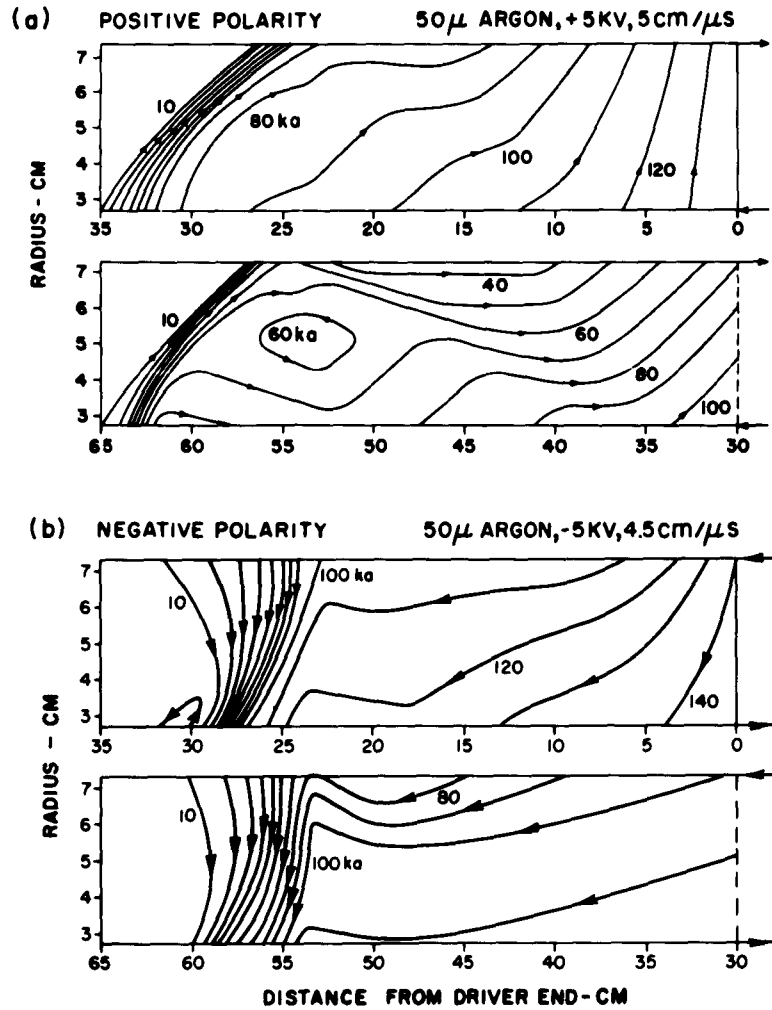 (a) POSITIVE POLARITY 50μ ARGON, +5KV, 5cm/μS
7
6
5
4
3
10
80 ka
100
120
35 30 25 20 15 10 5 0
RADIUS - CM
7
6
5
4
3
10
60 ka
40
60
80
100
65 60 55 50 45 40 35 30
(b) NEGATIVE POLARITY 50μ ARGON, -5KV, 4.5cm/μS
7
6
5
4
3
10
100 ka
120
140
35 30 25 20 15 10 5 0
RADIUS - CM
7
6
5
4
3
10
80
100 ka
65 60 55 50 45 40 35 30
DISTANCE FROM DRIVER END-CM